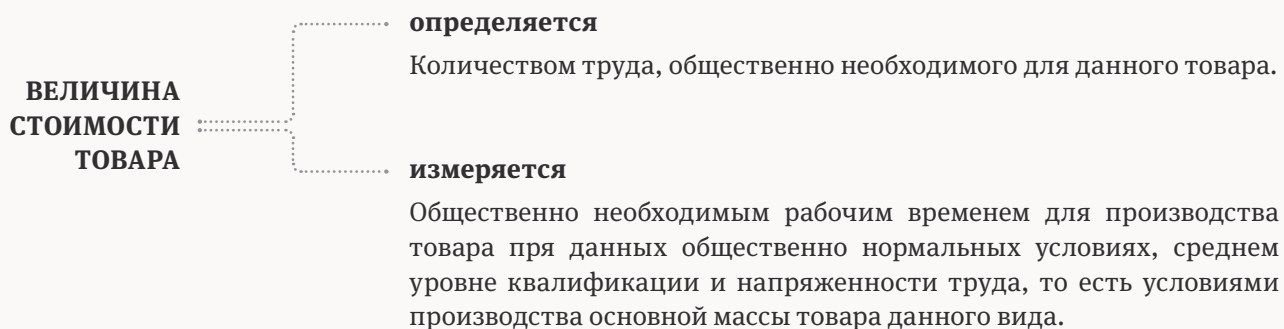 ВЕЛИЧИНА
СТОИМОСТИ
ТОВАРА
определяется
Количеством труда, общественно необходимого для данного товара.
измеряется
Общественно необходимым рабочим временем для производства
товара пря данных общественно нормальных условиях, среднем
уровне квалификации и напряженности труда, то есть условиями
производства основной массы товара данного вида.